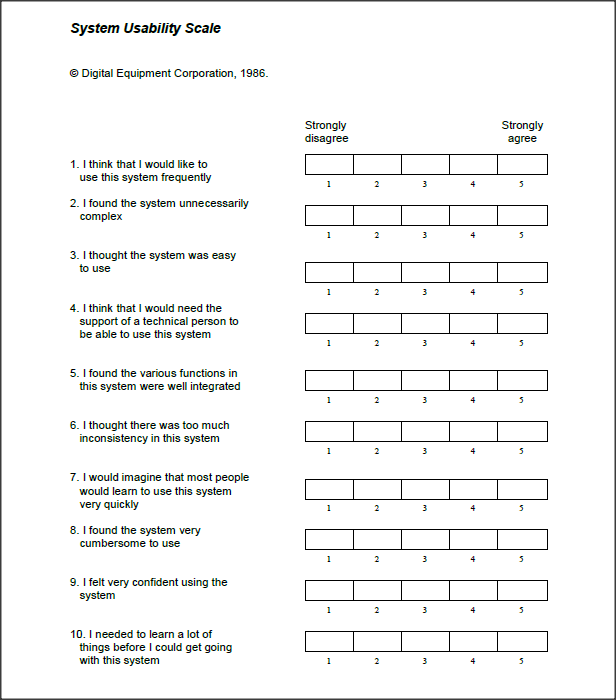 System Usability Scale
© Digital Equipment Corporation, 1986.
Strongly disagree
Strongly agree
1. I think that I would like to
use this system frequently
1 2 3 4 5
2. I found the system unnecessarily
complex
1 2 3 4 5
3. I thought the system was easy
to use
1 2 3 4 5
4. I think that I would need the
support of a technical person to
be able to use this system
1 2 3 4 5
5. I found the various functions in
this system were well integrated
1 2 3 4 5
6. I thought there was too much
inconsistency in this system
1 2 3 4 5
7. I would imagine that most people
would learn to use this system
very quickly
1 2 3 4 5
8. I found the system very
cumbersome to use
1 2 3 4 5
9. I felt very confident using the
system
1 2 3 4 5
10. I needed to learn a lot of
things before I could get going
with this system
1 2 3 4 5